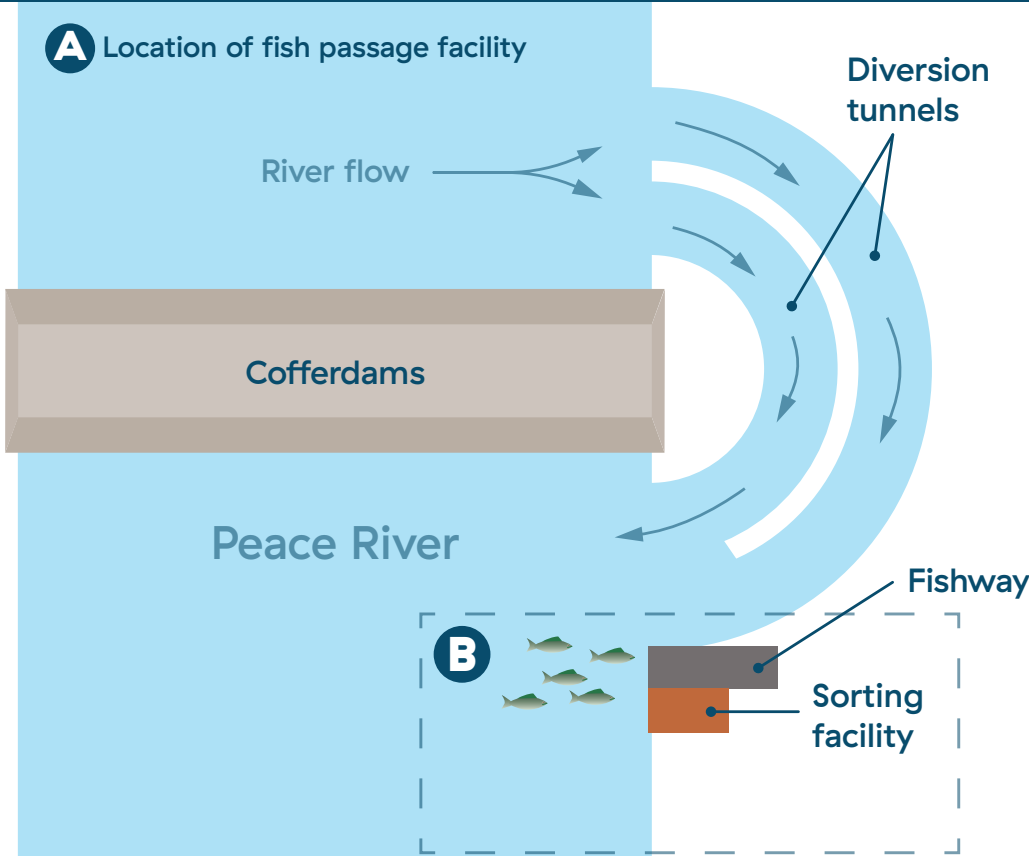 A Location of fish passage facility
Diversion
tunnels
River flow
Cofferdams
Peace River
Fishway
B
Sorting
facility